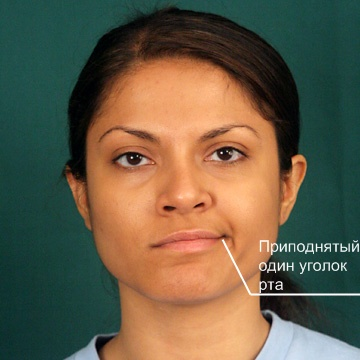 Приподнятый
один уголок
рта